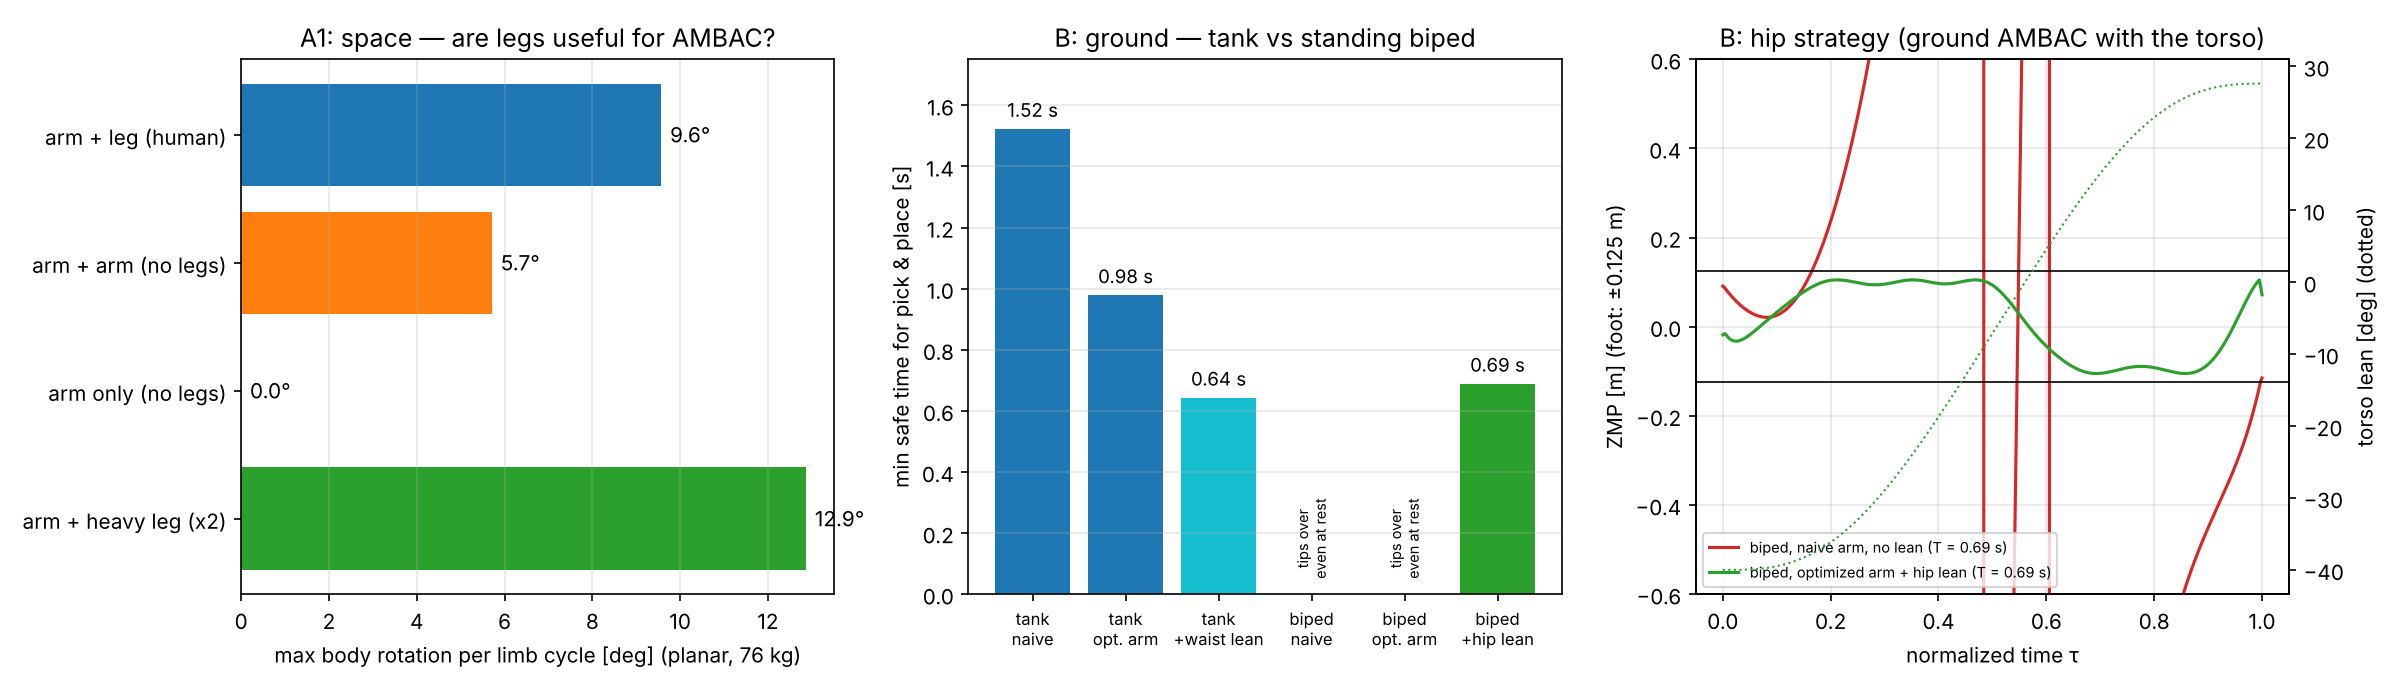 A1: space — are legs useful for AMBAC?
arm + leg (human)
arm + arm (no legs)
arm only (no legs)
arm + heavy leg (x2)
9.6°
5.7°
0.0°
12.9°
0
2
4
6
8
10
12
max body rotation per limb cycle [deg] (planar, 76 kg)
B: ground — tank vs standing biped
min safe time for pick & place [s]
1.6
1.4
1.2
1.0
0.8
0.6
0.4
0.2
0.0
1.52 s
0.98 s
0.64 s
tips over
even at rest
tips over
even at rest
0.69 s
tank
naive
tank
opt. arm
tank
+waist lean
biped
naive
biped
opt. arm
biped
+hip lean
B: hip strategy (ground AMBAC with the torso)
ZMP [m] (foot: ±0.125 m)
0.6
0.4
0.2
0.0
−0.2
−0.4
−0.6
biped, naive arm, no lean (T = 0.69 s)
biped, optimized arm + hip lean (T = 0.69 s)
0.0
0.2
0.4
0.6
0.8
1.0
normalized time τ
30
20
10
0
−10
−20
−30
−40
torso lean [deg] (dotted)